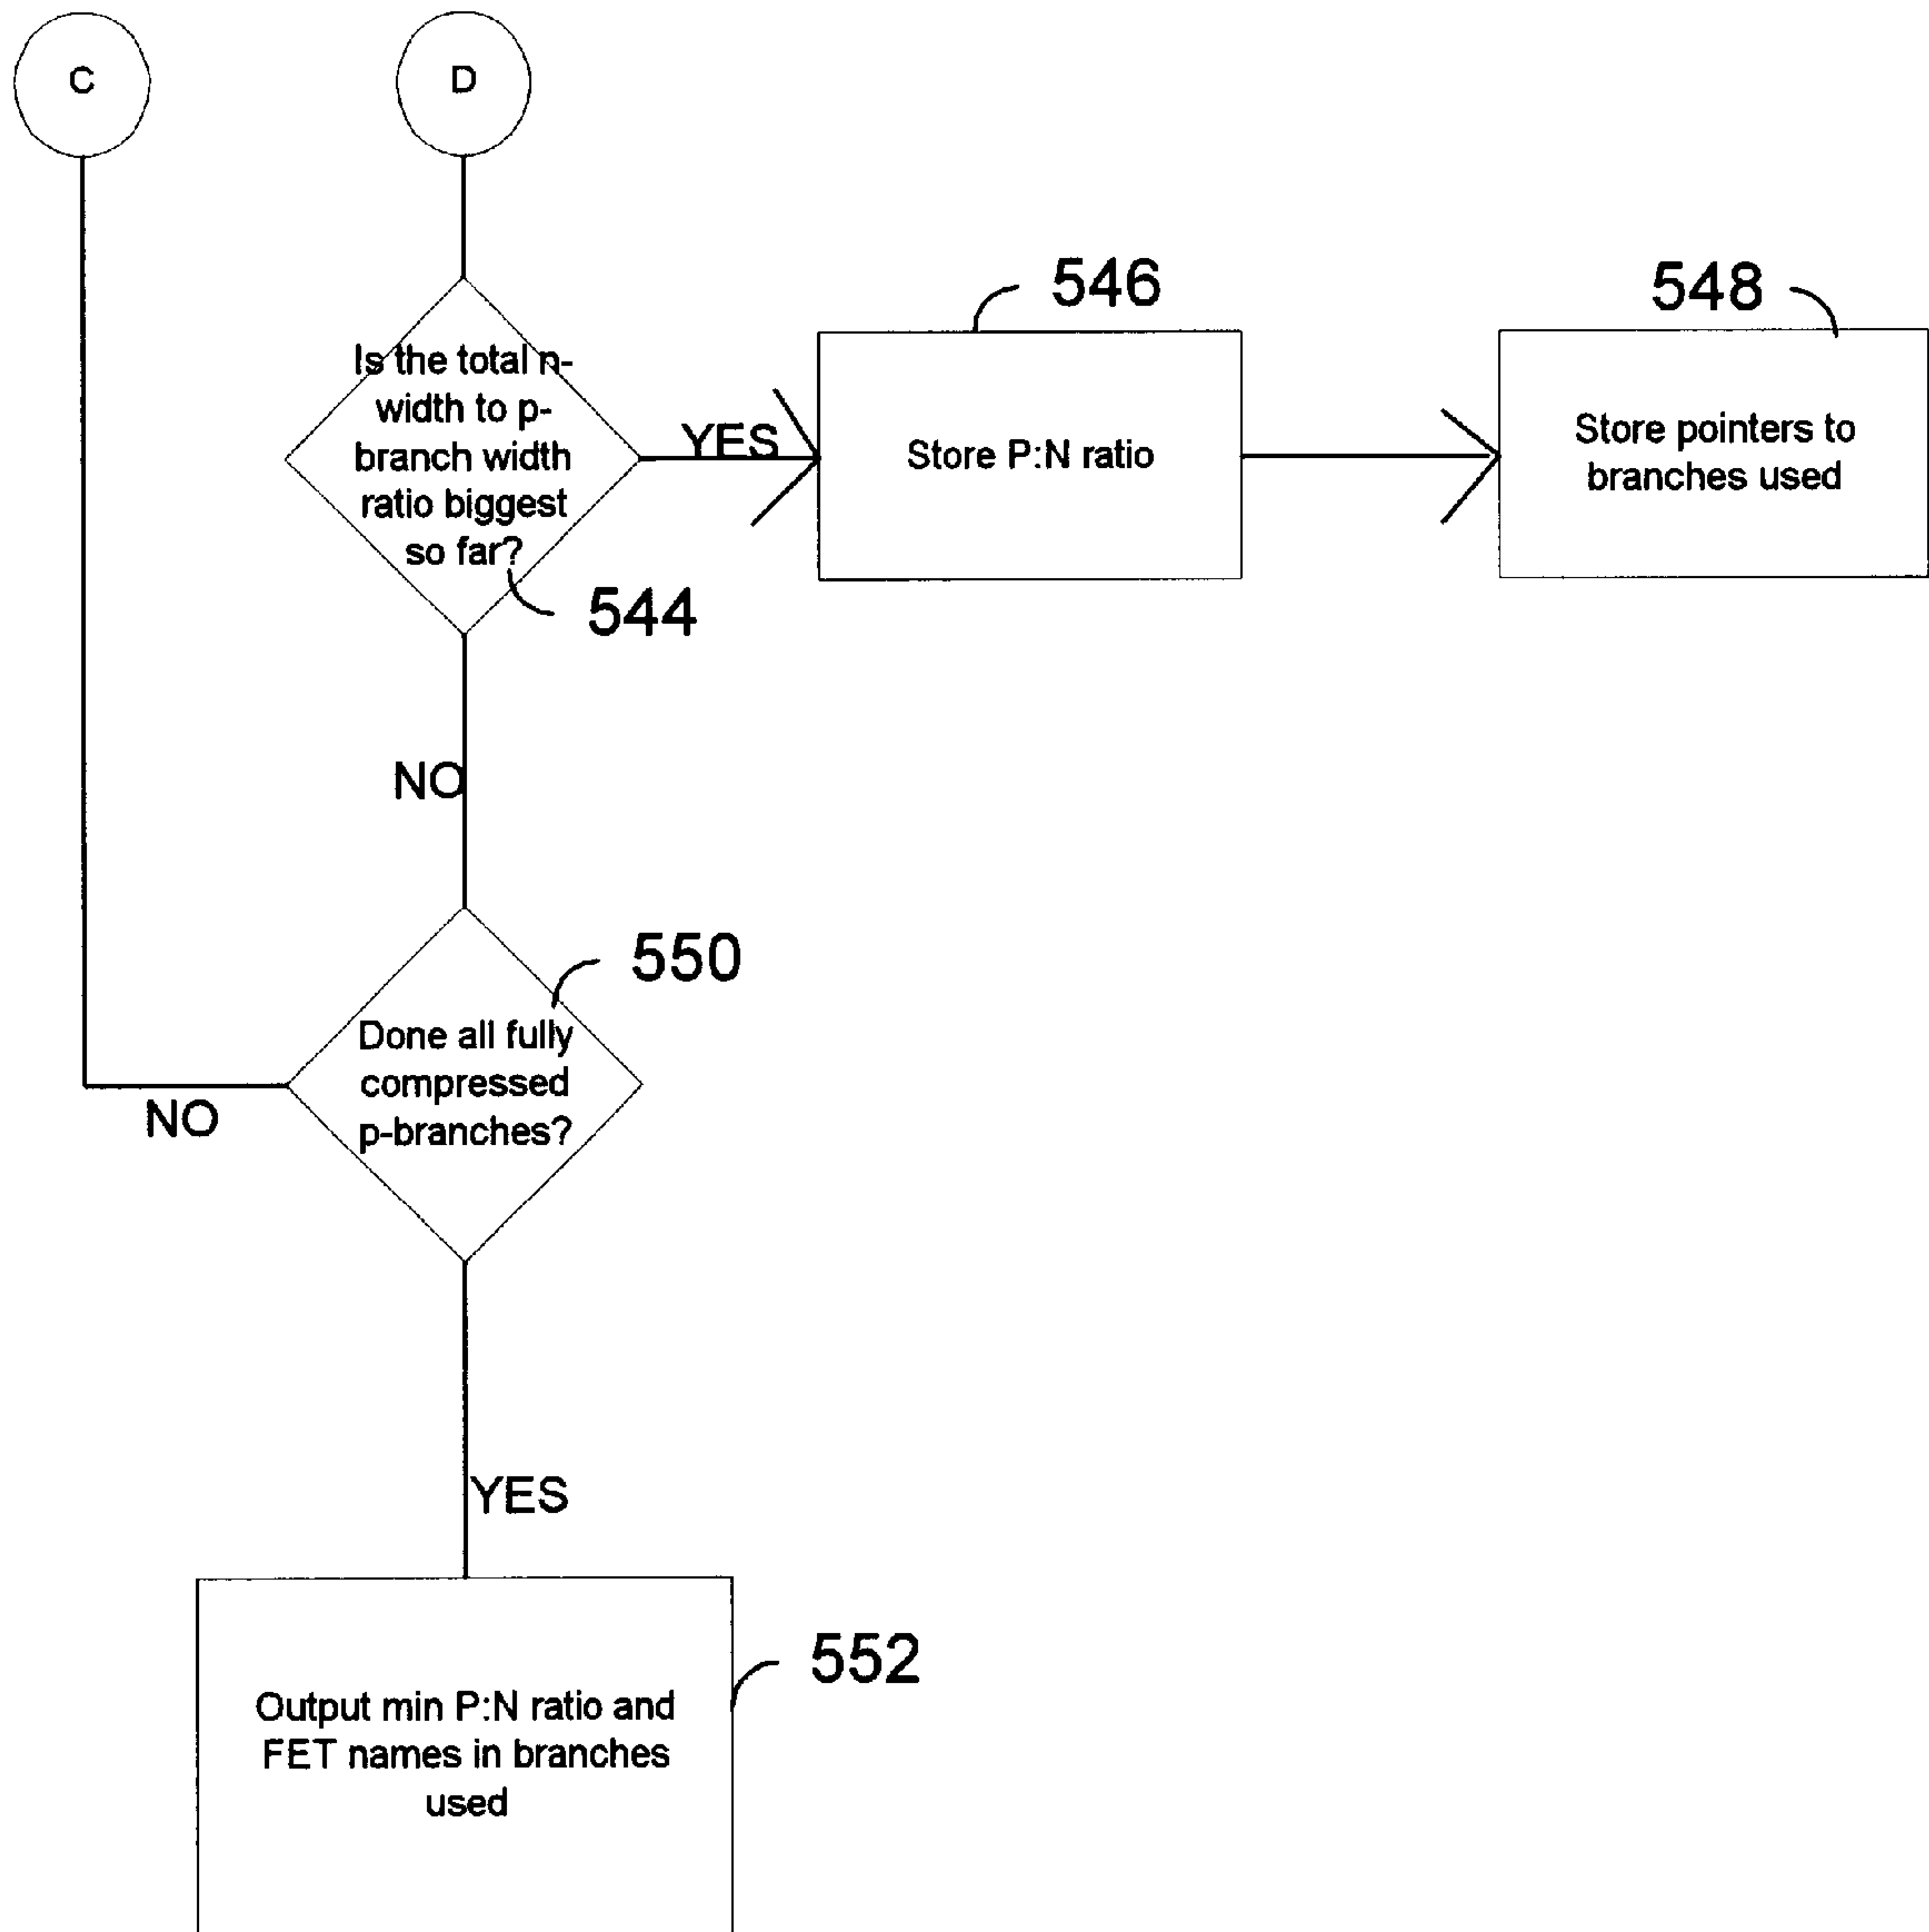 C
D
546
548
Is the total n-
width to p-
branch width
ratio biggest
so far?
YES
Store P:N ratio
Store pointers to
branches used
544
NO
550
Done all fully
compressed
p-branches?
NO
YES
552
Output min P:N ratio and
FET names in branches
used